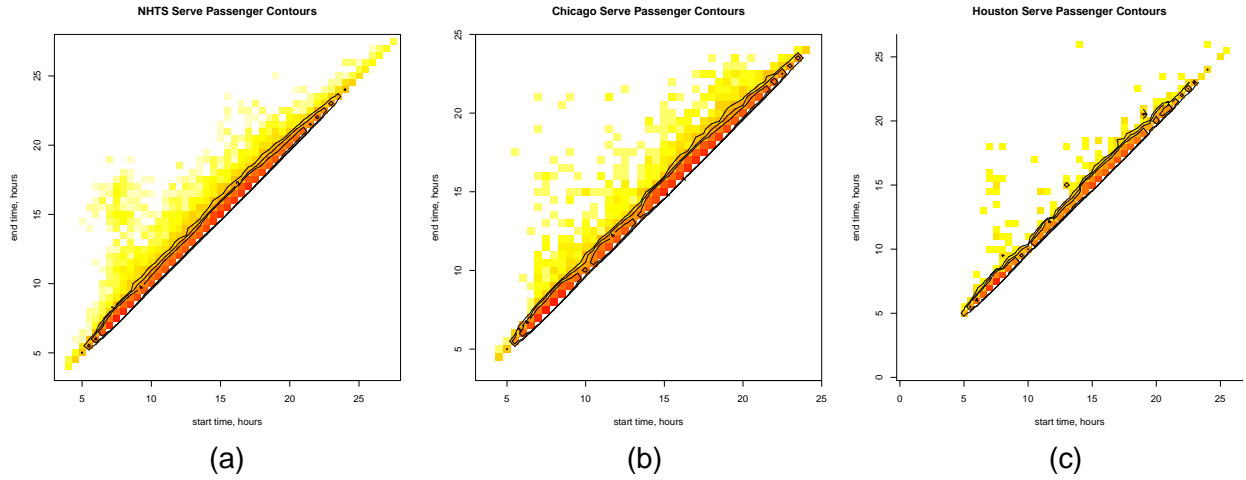 NHTS Serve Passenger Contours
end time, hours
25
20
15
10
5
5 10 15 20 25
start time, hours
(a)
Chicago Serve Passenger Contours
end time, hours
25
20
15
10
5
5 10 15 20 25
start time, hours
(b)
Houston Serve Passenger Contours
end time, hours
25
20
15
10
5
0
0 5 10 15 20 25
start time, hours
(c)